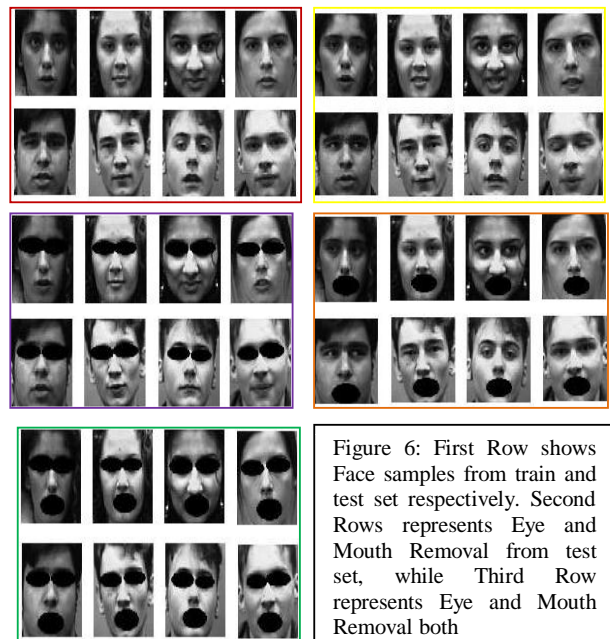 Figure 6: First Row shows
Face samples from train and
test set respectively. Second
Rows represents Eye and
Mouth Removal from test
set, while Third Row
represents Eye and Mouth
Removal both